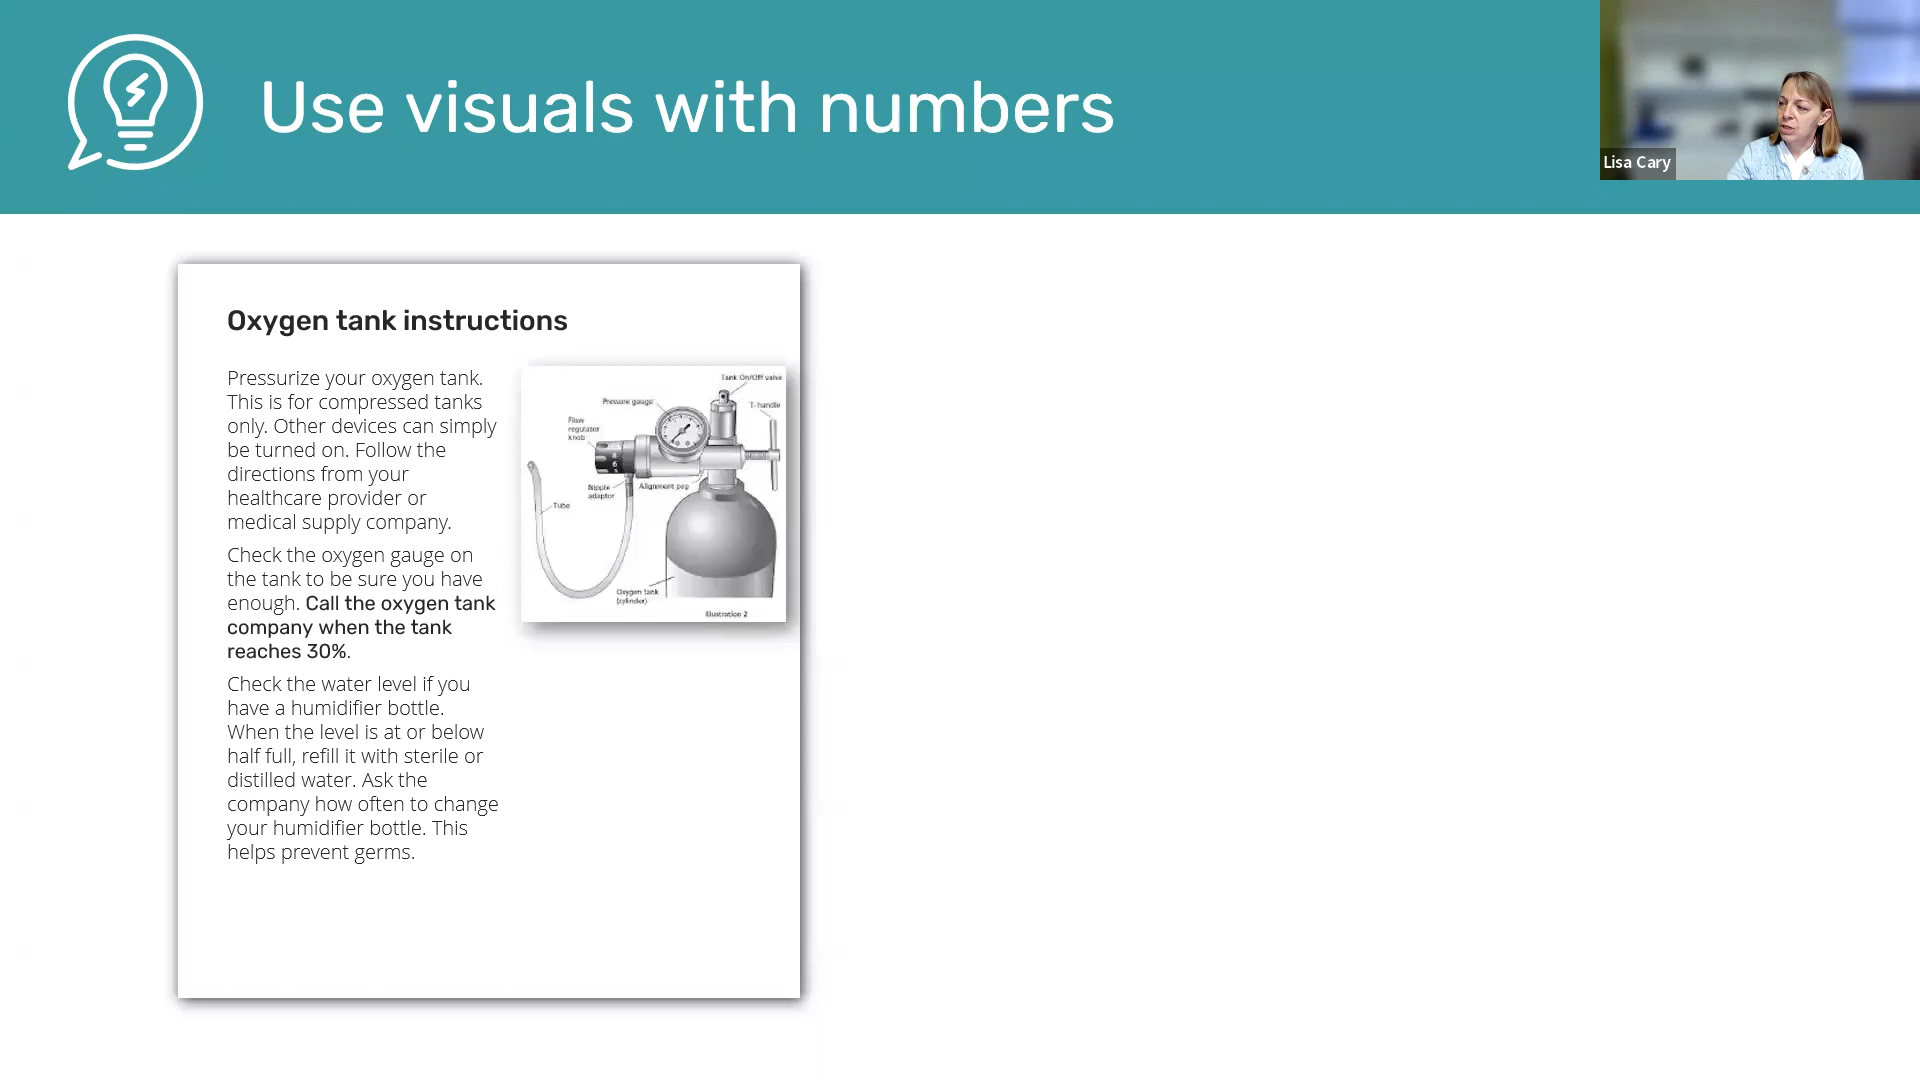 Use visuals with numbers
Lisa Cary
Oxygen tank instructions
Pressurize your oxygen tank.
This is for compressed tanks
only. Other devices can simply
be turned on. Follow the
directions from your
healthcare provider or
medical supply company.
Check the oxygen gauge on
the tank to be sure you have
enough. Call the oxygen tank
company when the tank
reaches 30%.
Check the water level if you
have a humidifier bottle.
When the level is at or below
half full, refill it with sterile or
distilled water. Ask the
company how often to change
your humidifier bottle. This
helps prevent germs.
Tank On/Off valve
Pressure gauge
T-handle
Flow
regulator
knob
Nipple
adaptor
Alignment peg
Tube
Oxygen tank
(cylinder)
Illustration 2